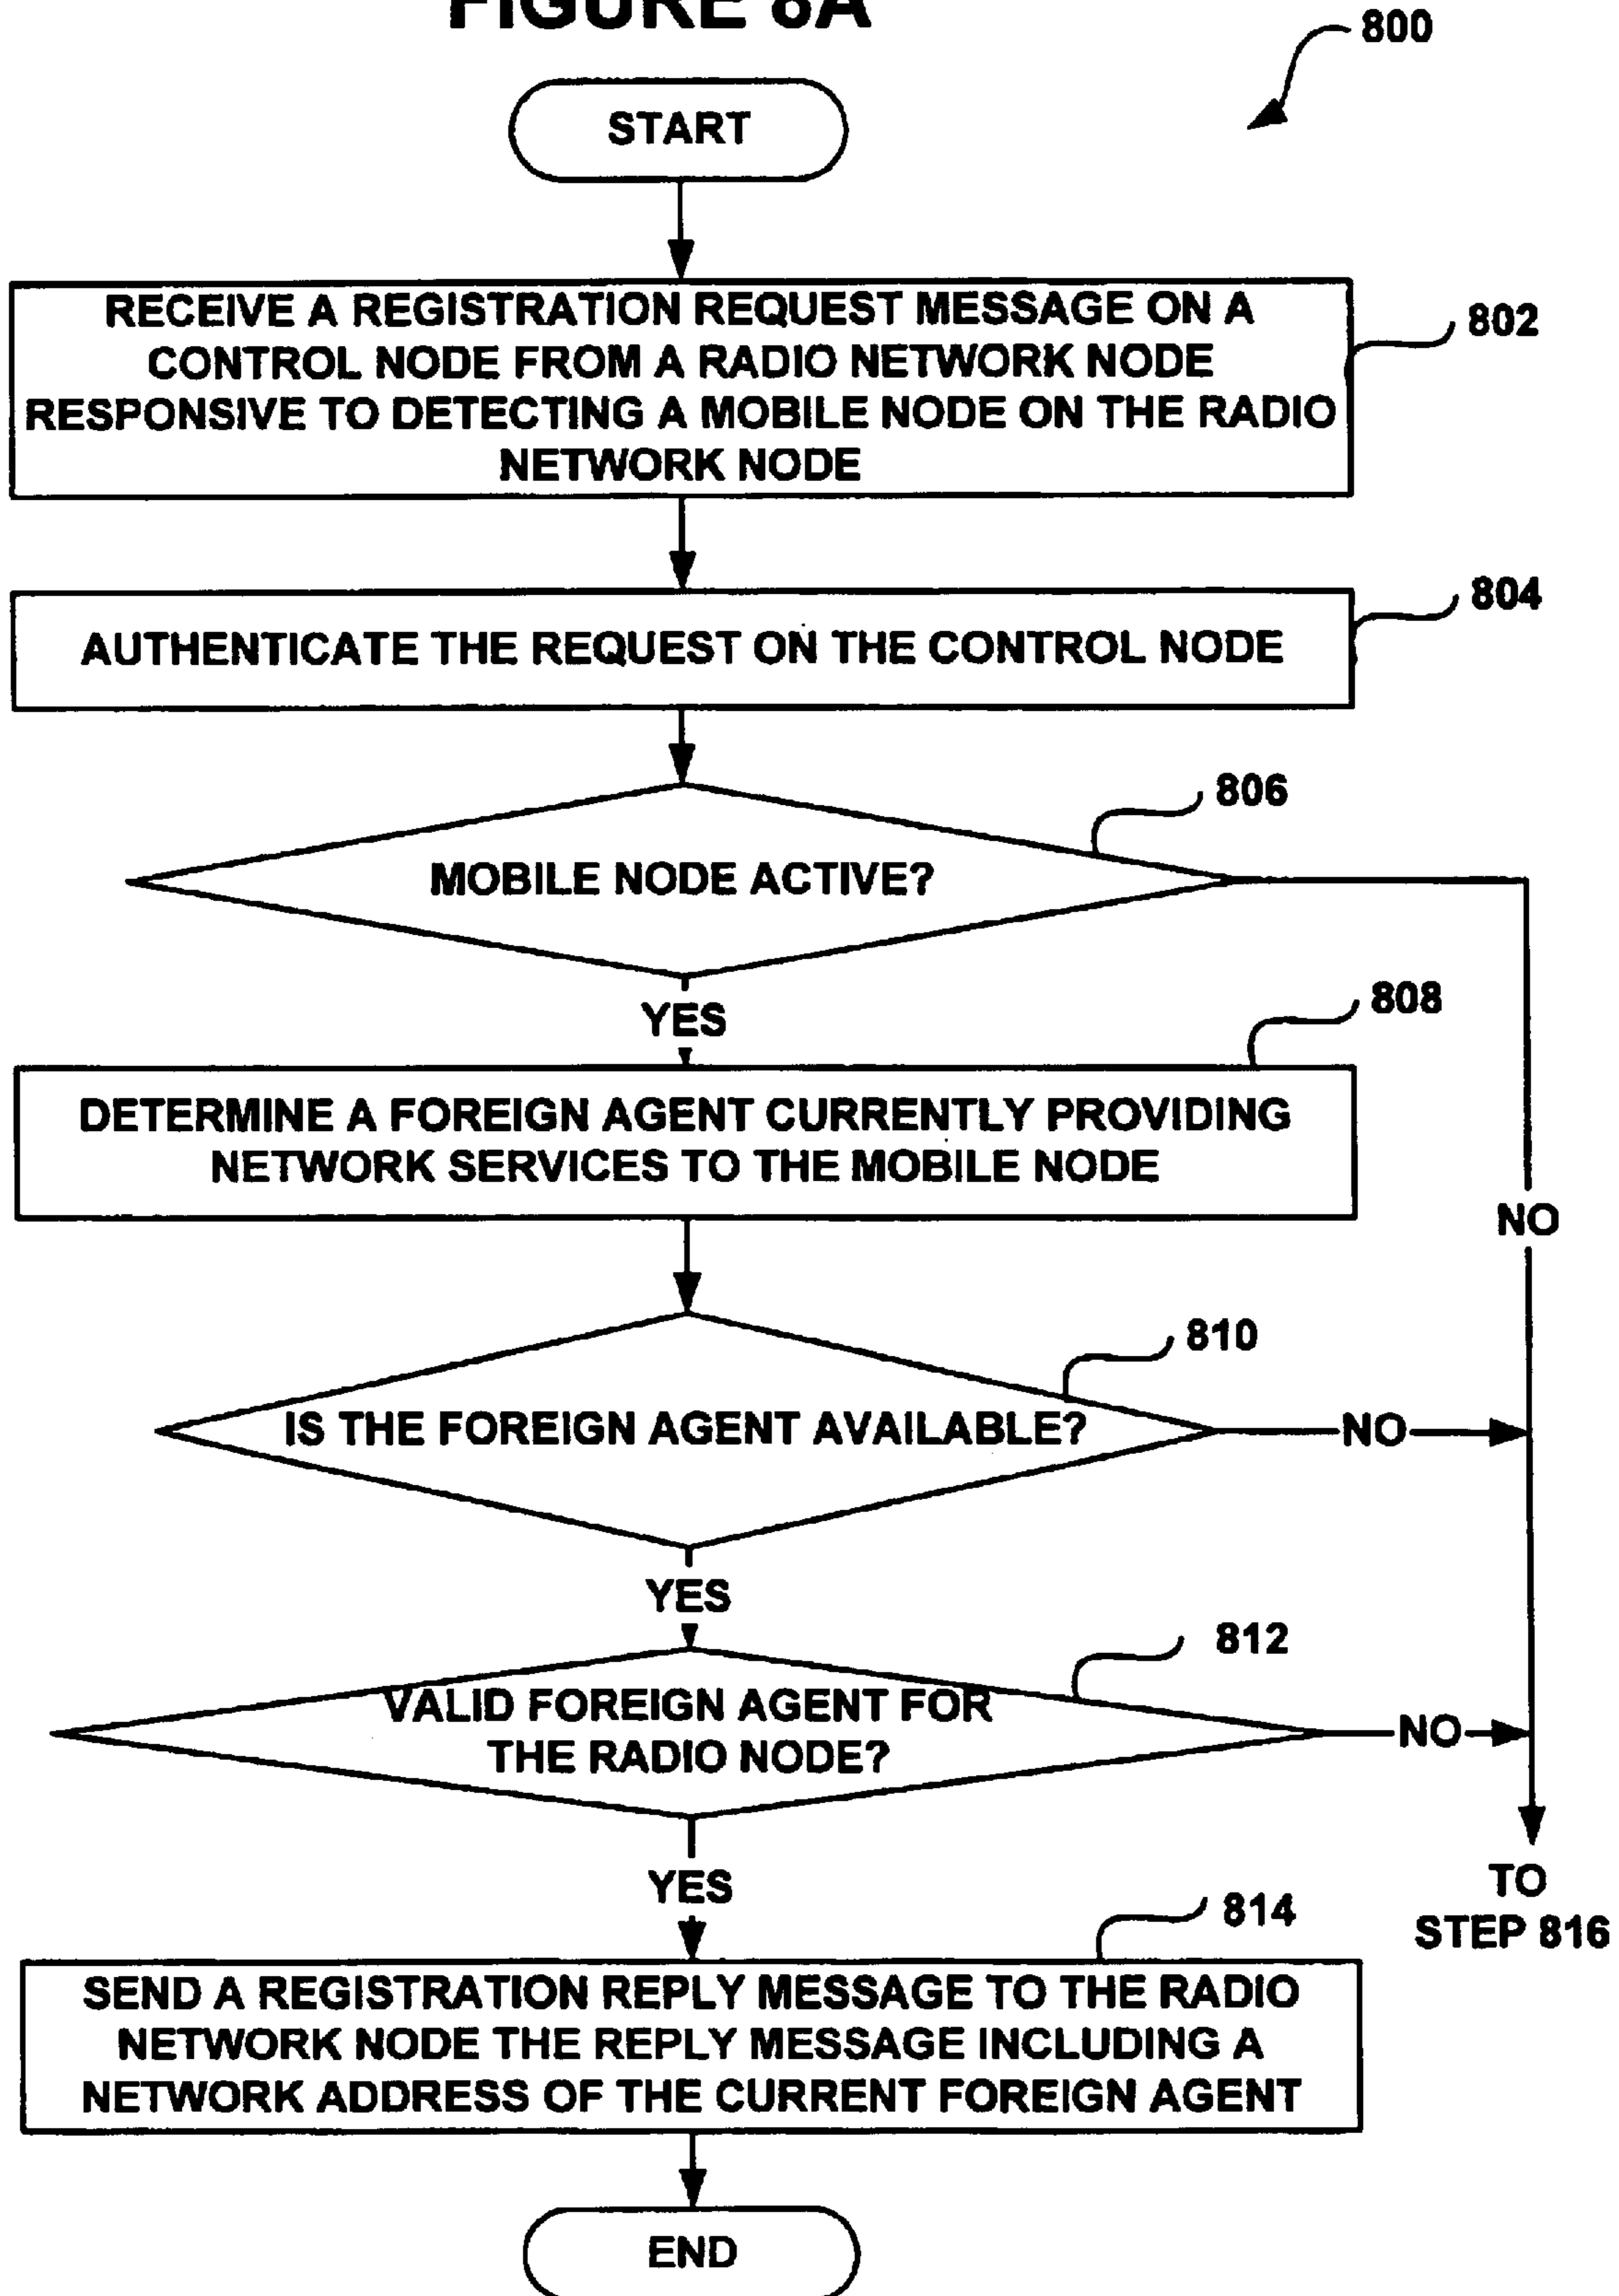 FIGURE 8A
800
START
RECEIVE A REGISTRATION REQUEST MESSAGE ON A
CONTROL NODE FROM A RADIO NETWORK NODE
RESPONSIVE TO DETECTING A MOBILE NODE ON THE RADIO
NETWORK NODE
802
AUTHENTICATE THE REQUEST ON THE CONTROL NODE
804
MOBILE NODE ACTIVE?
806
YES
808
DETERMINE A FOREIGN AGENT CURRENTLY PROVIDING
NETWORK SERVICES TO THE MOBILE NODE
NO
810
IS THE FOREIGN AGENT AVAILABLE?
NO
YES
812
VALID FOREIGN AGENT FOR
THE RADIO NODE?
NO
YES
TO
STEP 816
814
SEND A REGISTRATION REPLY MESSAGE TO THE RADIO
NETWORK NODE THE REPLY MESSAGE INCLUDING A
NETWORK ADDRESS OF THE CURRENT FOREIGN AGENT
END